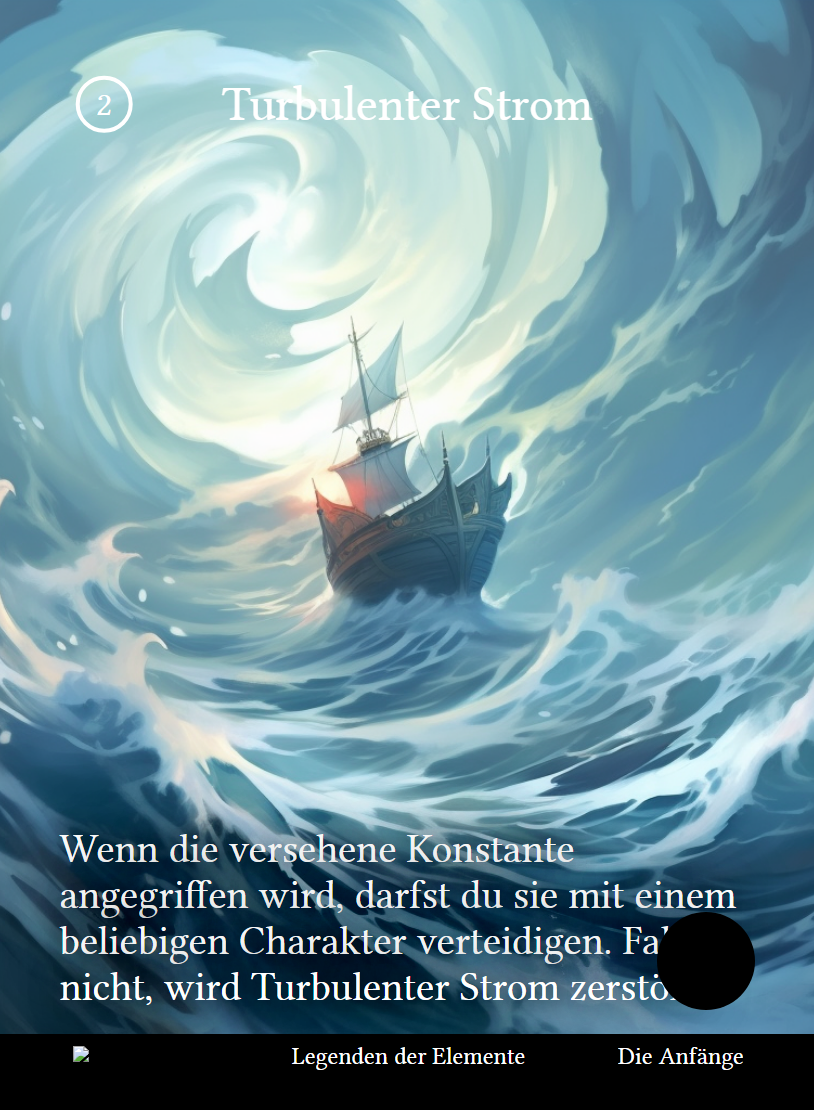 2
Turbulenter Strom
Wenn die versehene Konstante
angegriffen wird, darfst du sie mit einem
beliebigen Charakter verteidigen.
nicht, wird Turbulenter Strom
Legenden der Elemente
Die Anfänge